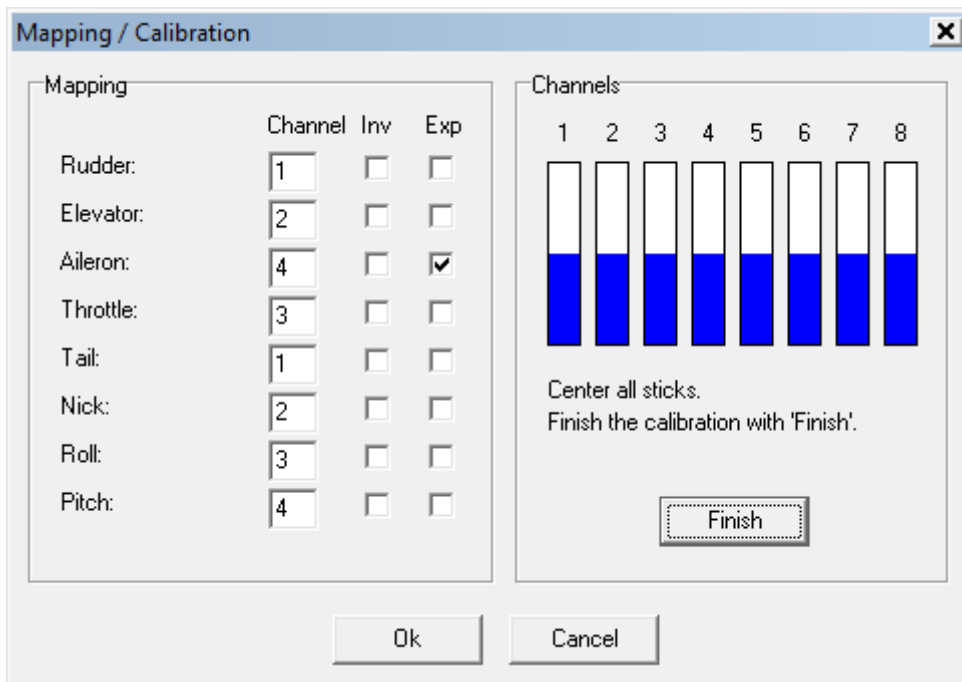 Mapping / Calibration
Mapping
Channel Inv Exp
Rudder: 1
Elevator: 2
Aileron: 4
Throttle: 3
Tail: 1
Nick: 2
Roll: 3
Pitch: 4
Channels
1 2 3 4 5 6 7 8
Center all sticks.
Finish the calibration with 'Finish'.
Finish
Ok Cancel